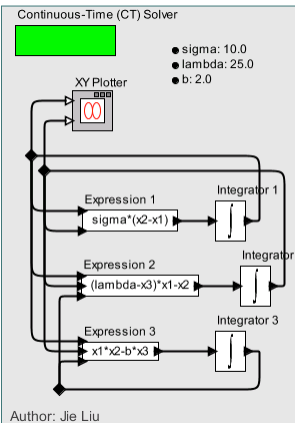 Continuous-Time (CT) Solver
sigma: 10.0
lambda: 25.0
b: 2.0
XY Plotter
Expression 1
sigma*(x2-x1)
Integrator 1
∫
Expression 2
(lambda-x3)*x1-x2
Integrator
∫
Expression 3
x1*x2-b*x3
Integrator 3
∫
Author: Jie Liu